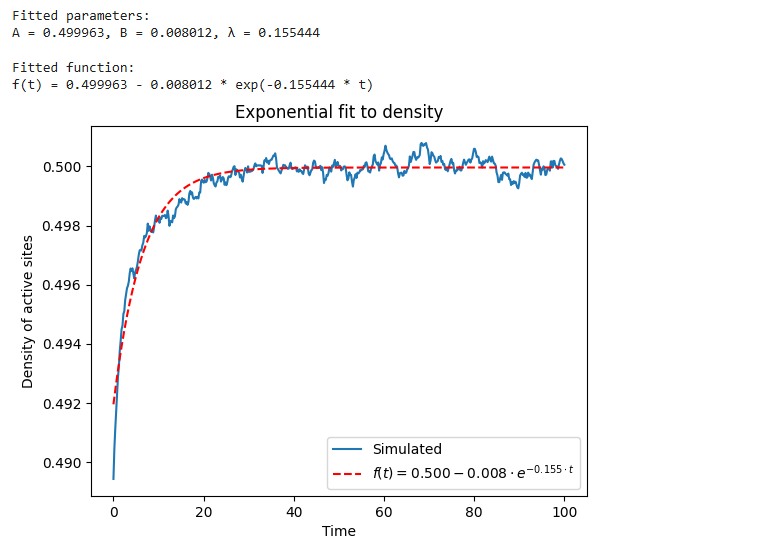 Fitted parameters:
A = 0.499963, B = 0.008012, λ = 0.155444
Fitted function:
f(t) = 0.499963 - 0.008012 * exp(-0.155444 * t)
Exponential fit to density
0.500
0.498
0.496
0.494
0.492
0.490
Density of active sites
Simulated
f(t) = 0.500 − 0.008 · e^{−0.155 · t}
0 20 40 60 80 100
Time